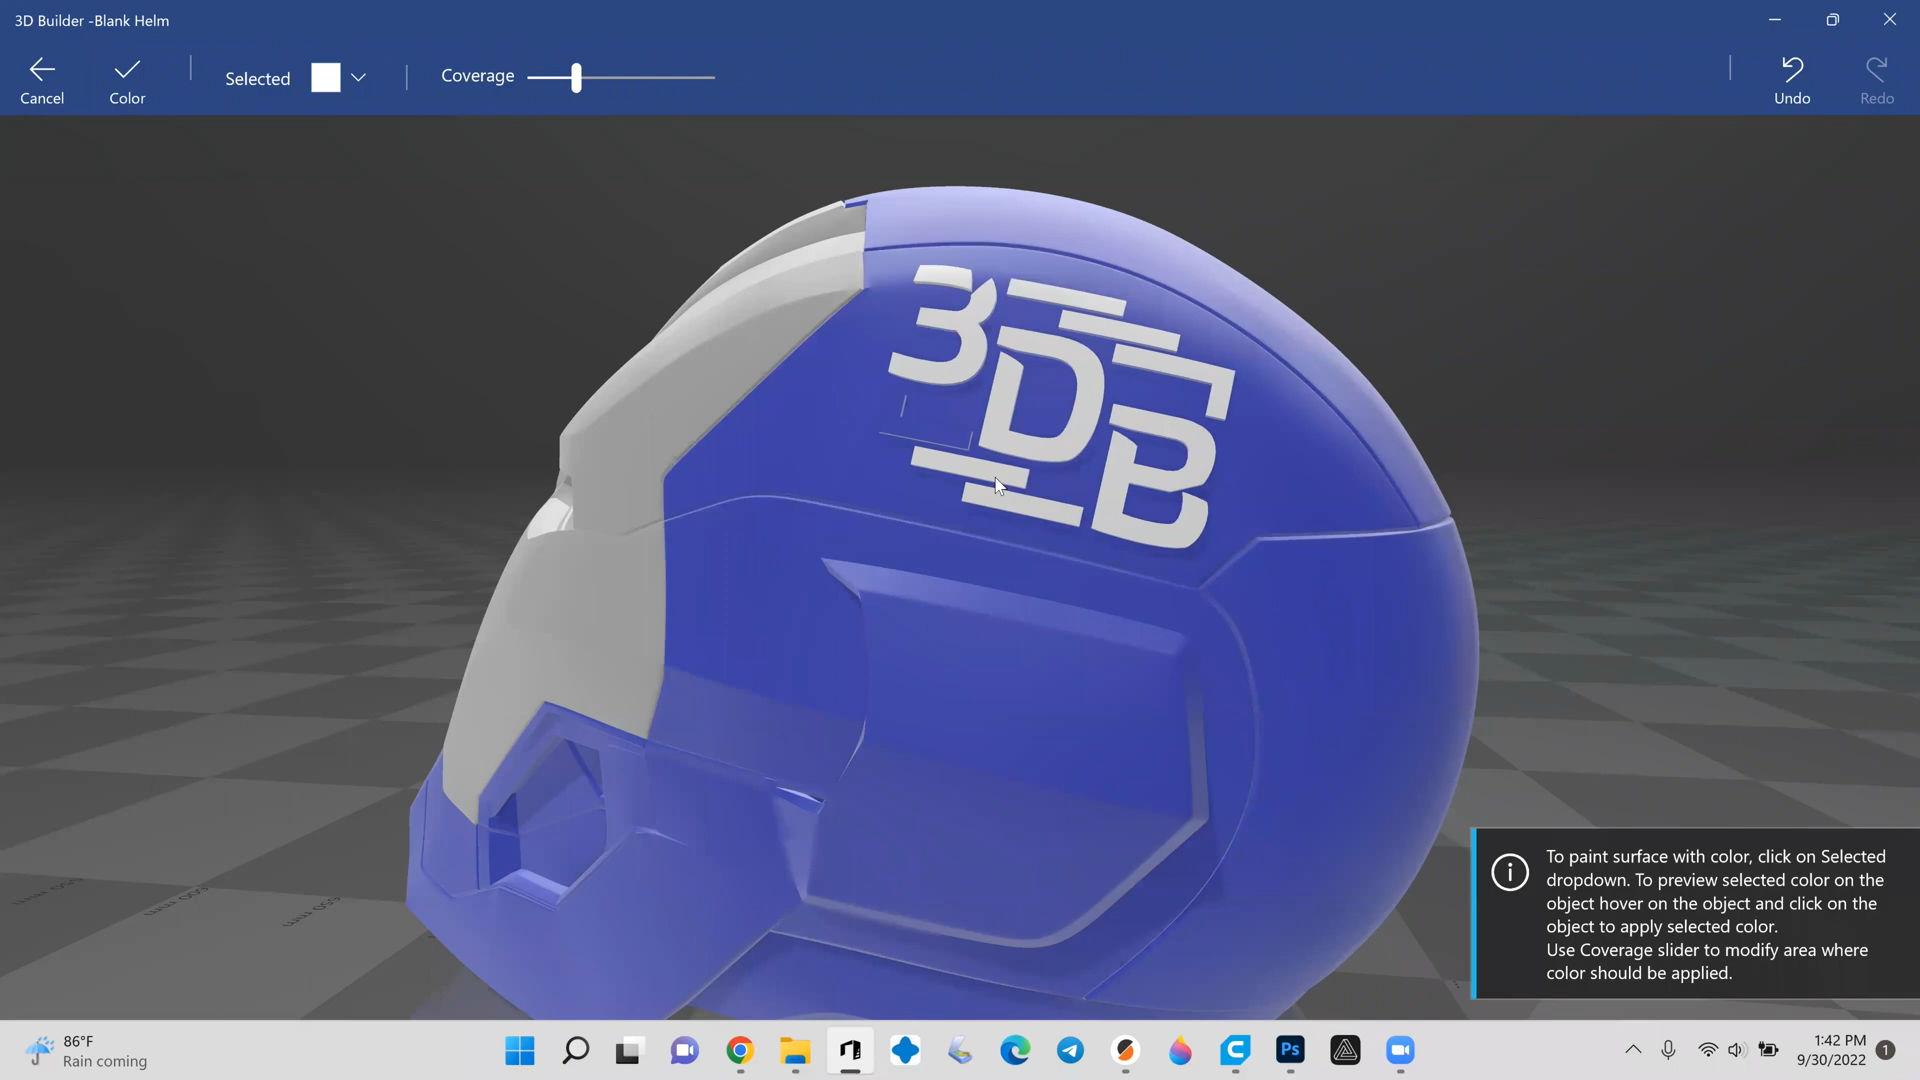 3D Builder -Blank Helm
Cancel
Color
Selected
Coverage
Undo
Redo
3DB
To paint surface with color, click on Selected
dropdown. To preview selected color on the
object hover on the object and click on the
object to apply selected color.
Use Coverage slider to modify area where
color should be applied.
86°F
Rain coming
Ps
1:42 PM
9/30/2022
1